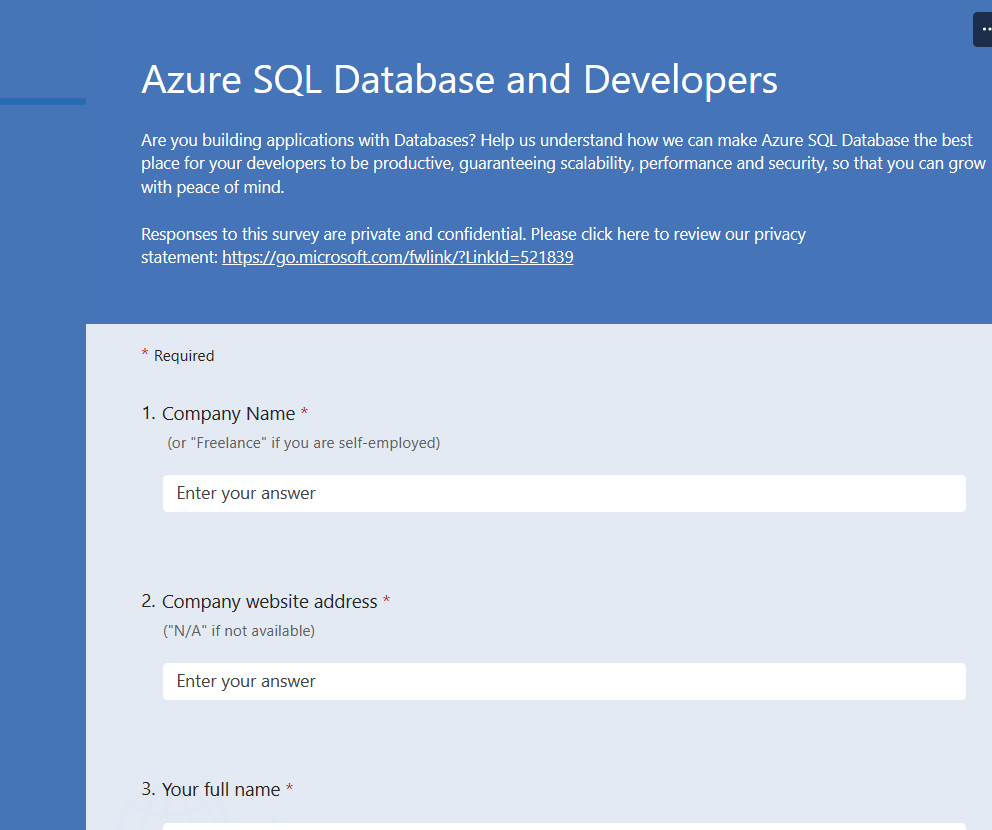 Azure SQL Database and Developers
Are you building applications with Databases? Help us understand how we can make Azure SQL Database the best
place for your developers to be productive, guaranteeing scalability, performance and security, so that you can grow
with peace of mind.
Responses to this survey are private and confidential. Please click here to review our privacy
statement: https://go.microsoft.com/fwlink/?LinkId=521839
* Required
1. Company Name *
(or "Freelance" if you are self-employed)
Enter your answer
2. Company website address *
("N/A" if not available)
Enter your answer
3. Your full name *